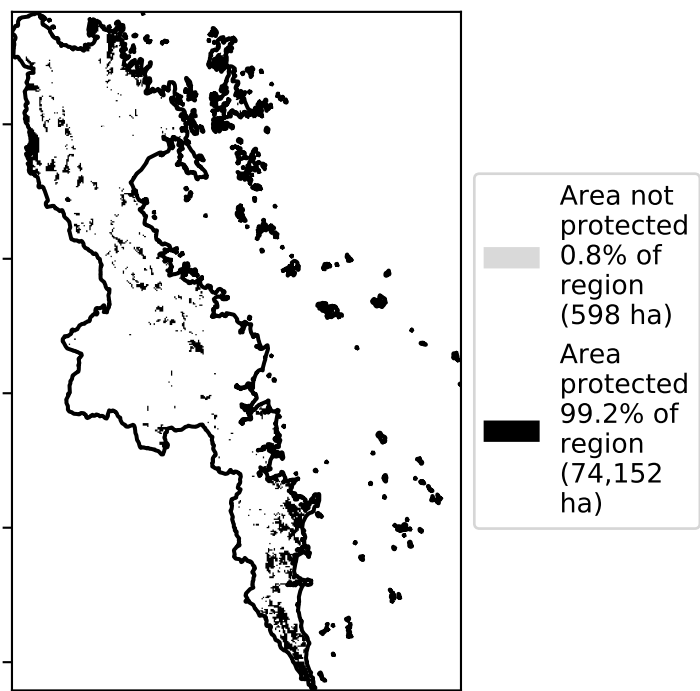 Area not
protected
0.8% of
region
(598 ha)
Area
protected
99.2% of
region
(74,152
ha)